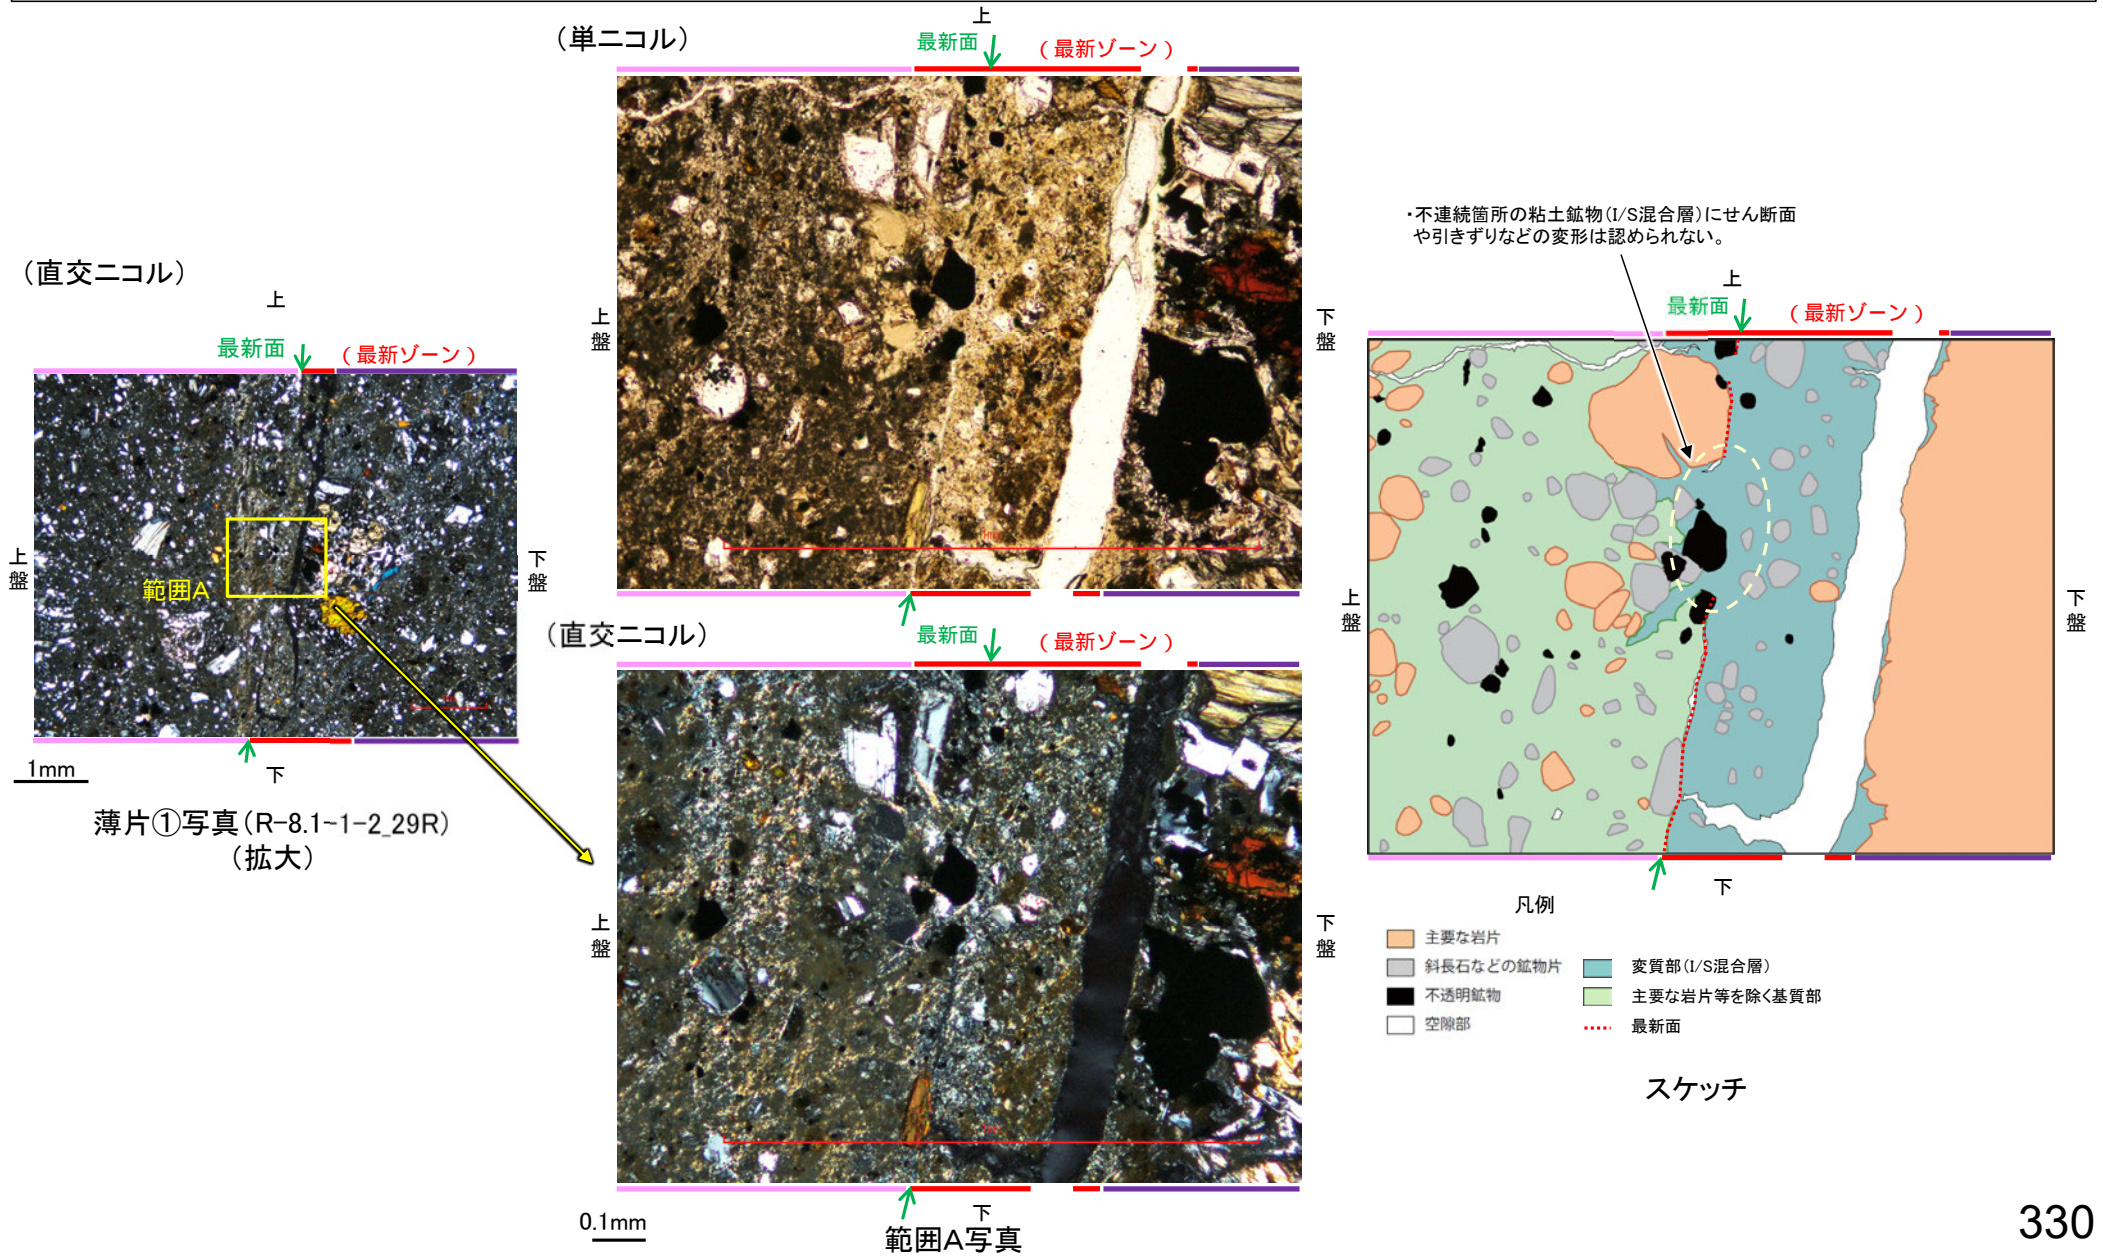 (単ニコル)
上
最新面
(最新ゾーン)
上盤
下盤
最新面
(直交ニコル)
上
最新面
(最新ゾーン)
範囲A
上盤
下盤
1mm
下
薄片①写真(R-8.1-1-2_29R)
(拡大)
(直交ニコル)
(最新ゾーン)
上盤
下盤
0.1mm
下
範囲A写真
・不連続箇所の粘土鉱物(I/S混合層)にせん断面
や引きずりなどの変形は認められない。
上
最新面
(最新ゾーン)
上盤
下盤
下
凡例
主要な岩片
斜長石などの鉱物片
不透明鉱物
空隙部
変質部(I/S混合層)
主要な岩片等を除く基質部
最新面
スケッチ
330